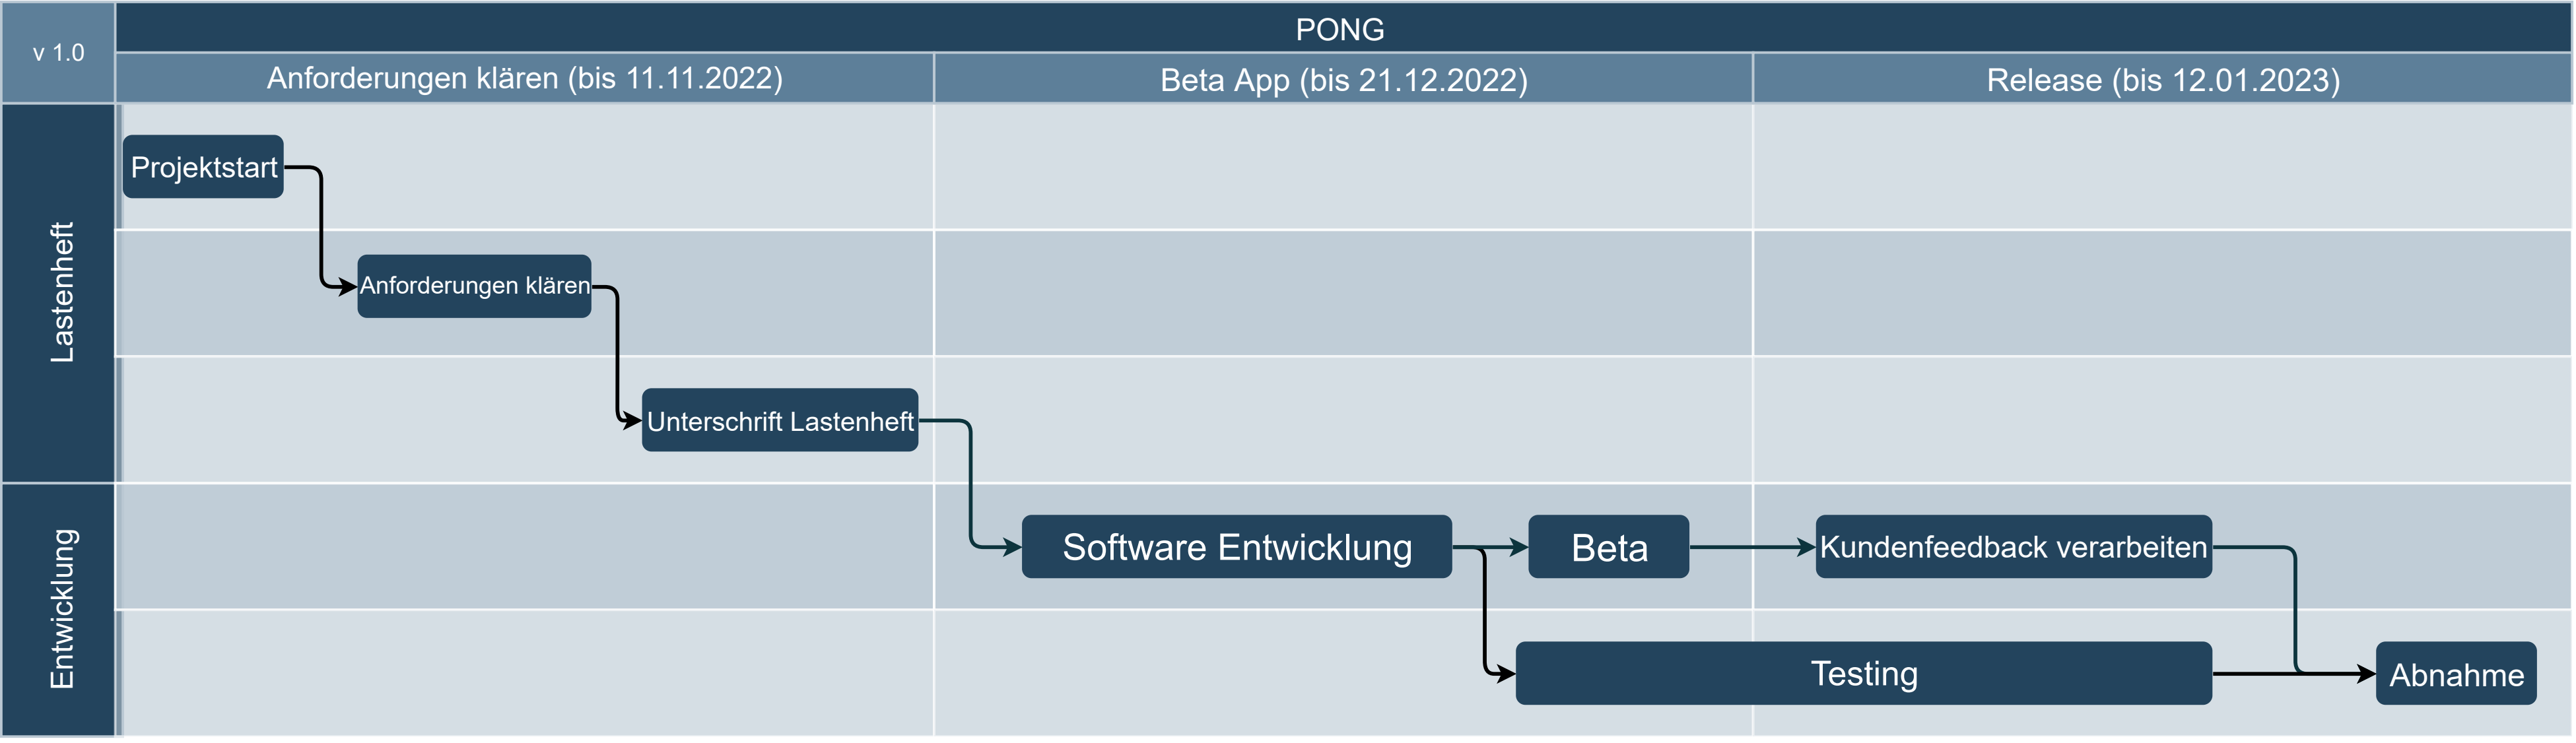 v 1.0
PONG
Anforderungen klären (bis 11.11.2022)
Beta App (bis 21.12.2022)
Release (bis 12.01.2023)
Lastenheft
Projektstart
Anforderungen klären
Unterschrift Lastenheft
Entwicklung
Software Entwicklung
Beta
Kundenfeedback verarbeiten
Testing
Abnahme